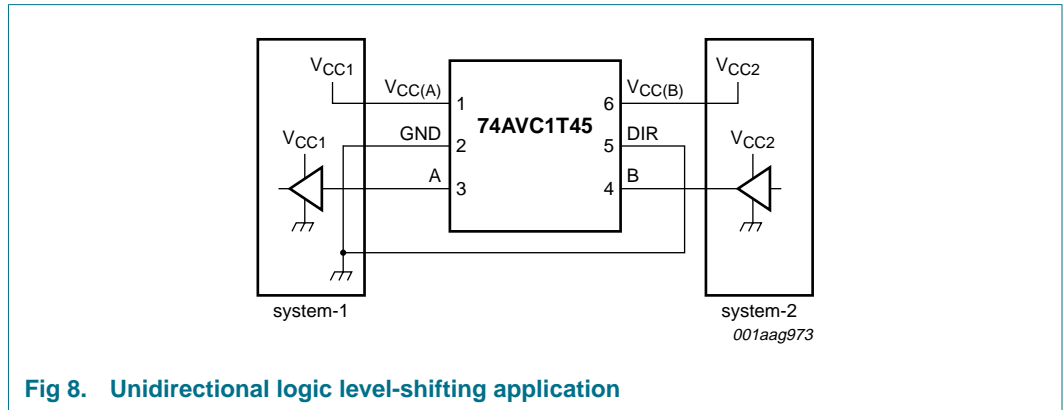 VCC1
VCC(A)
1
74AVC1T45
6
VCC(B)
VCC2
VCC1
GND
2
5
DIR
VCC2
A
3
4
B
system-1
system-2
001aag973
Fig 8. Unidirectional logic level-shifting application